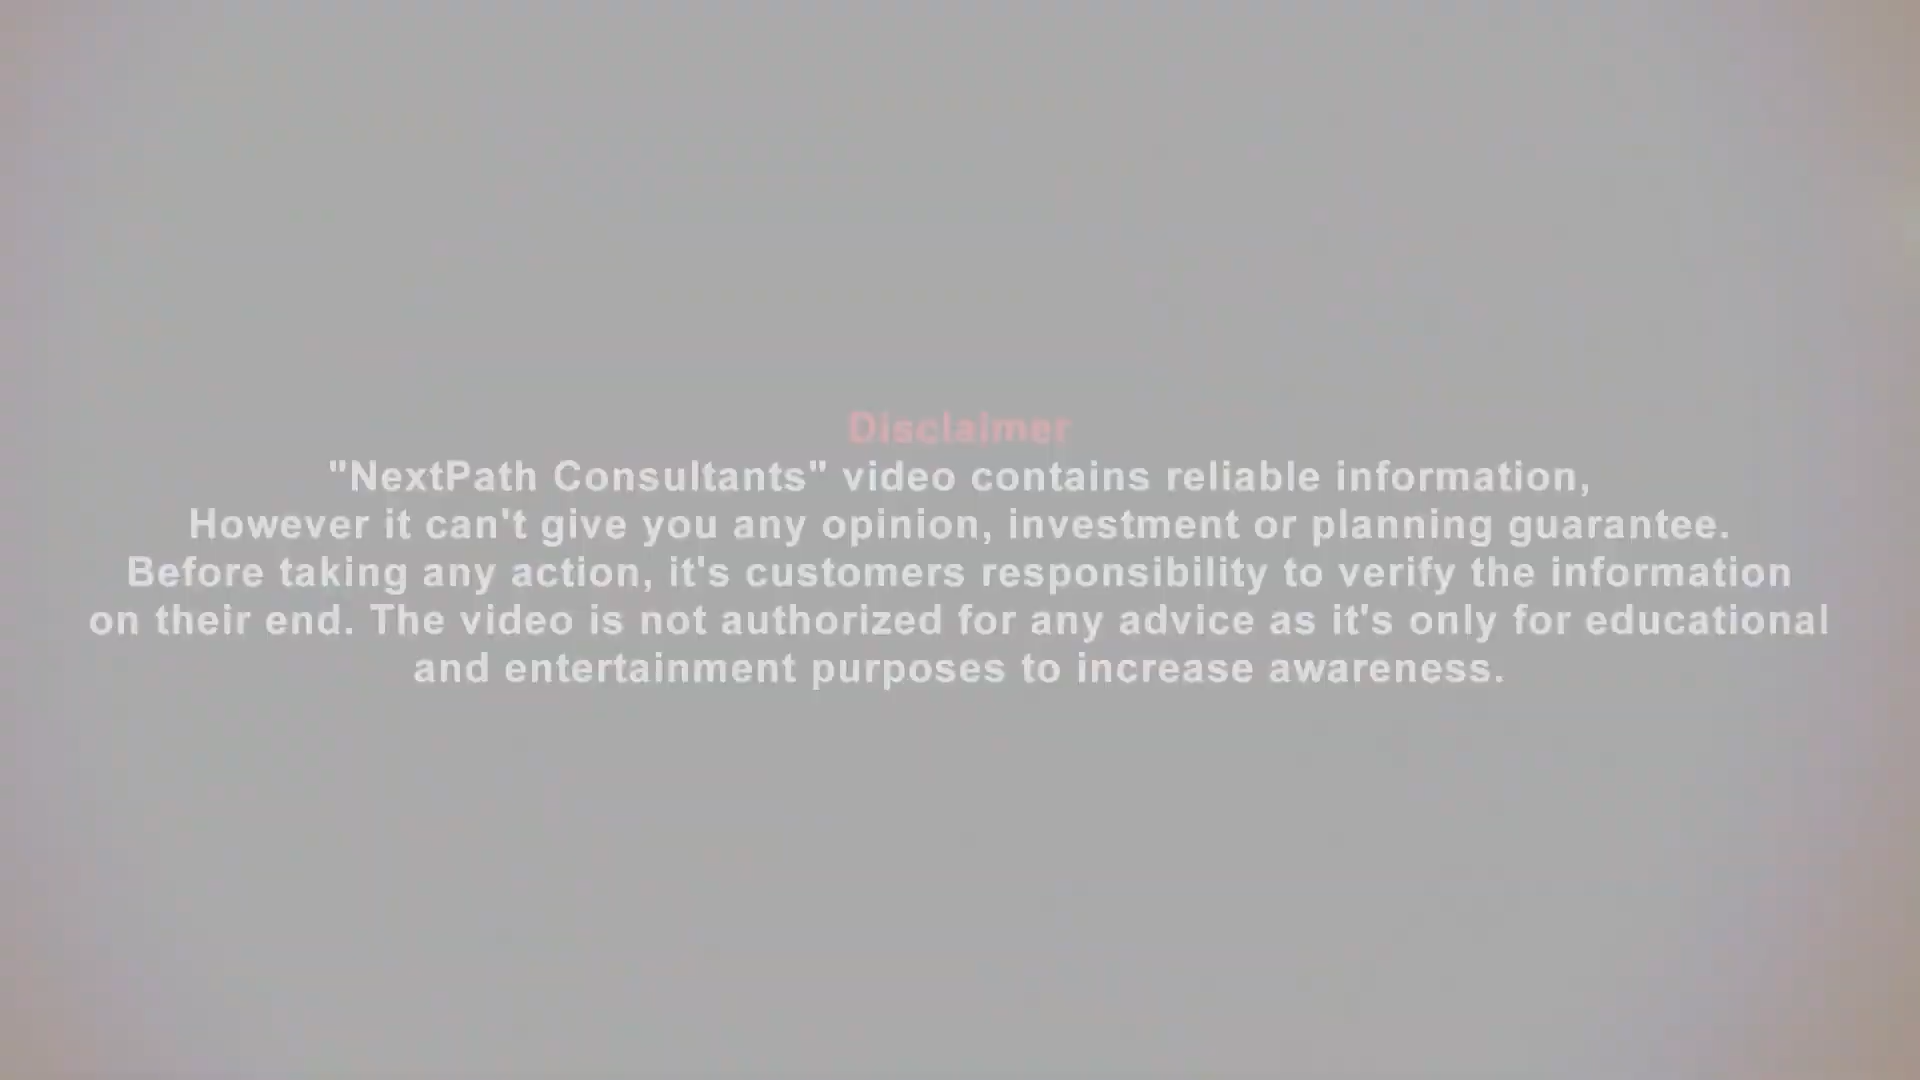 Disclaimer
"NextPath Consultants" video contains reliable information,
However it can't give you any opinion, investment or planning guarantee.
Before taking any action, it's customers responsibility to verify the information
on their end. The video is not authorized for any advice as it's only for educational
and entertainment purposes to increase awareness.